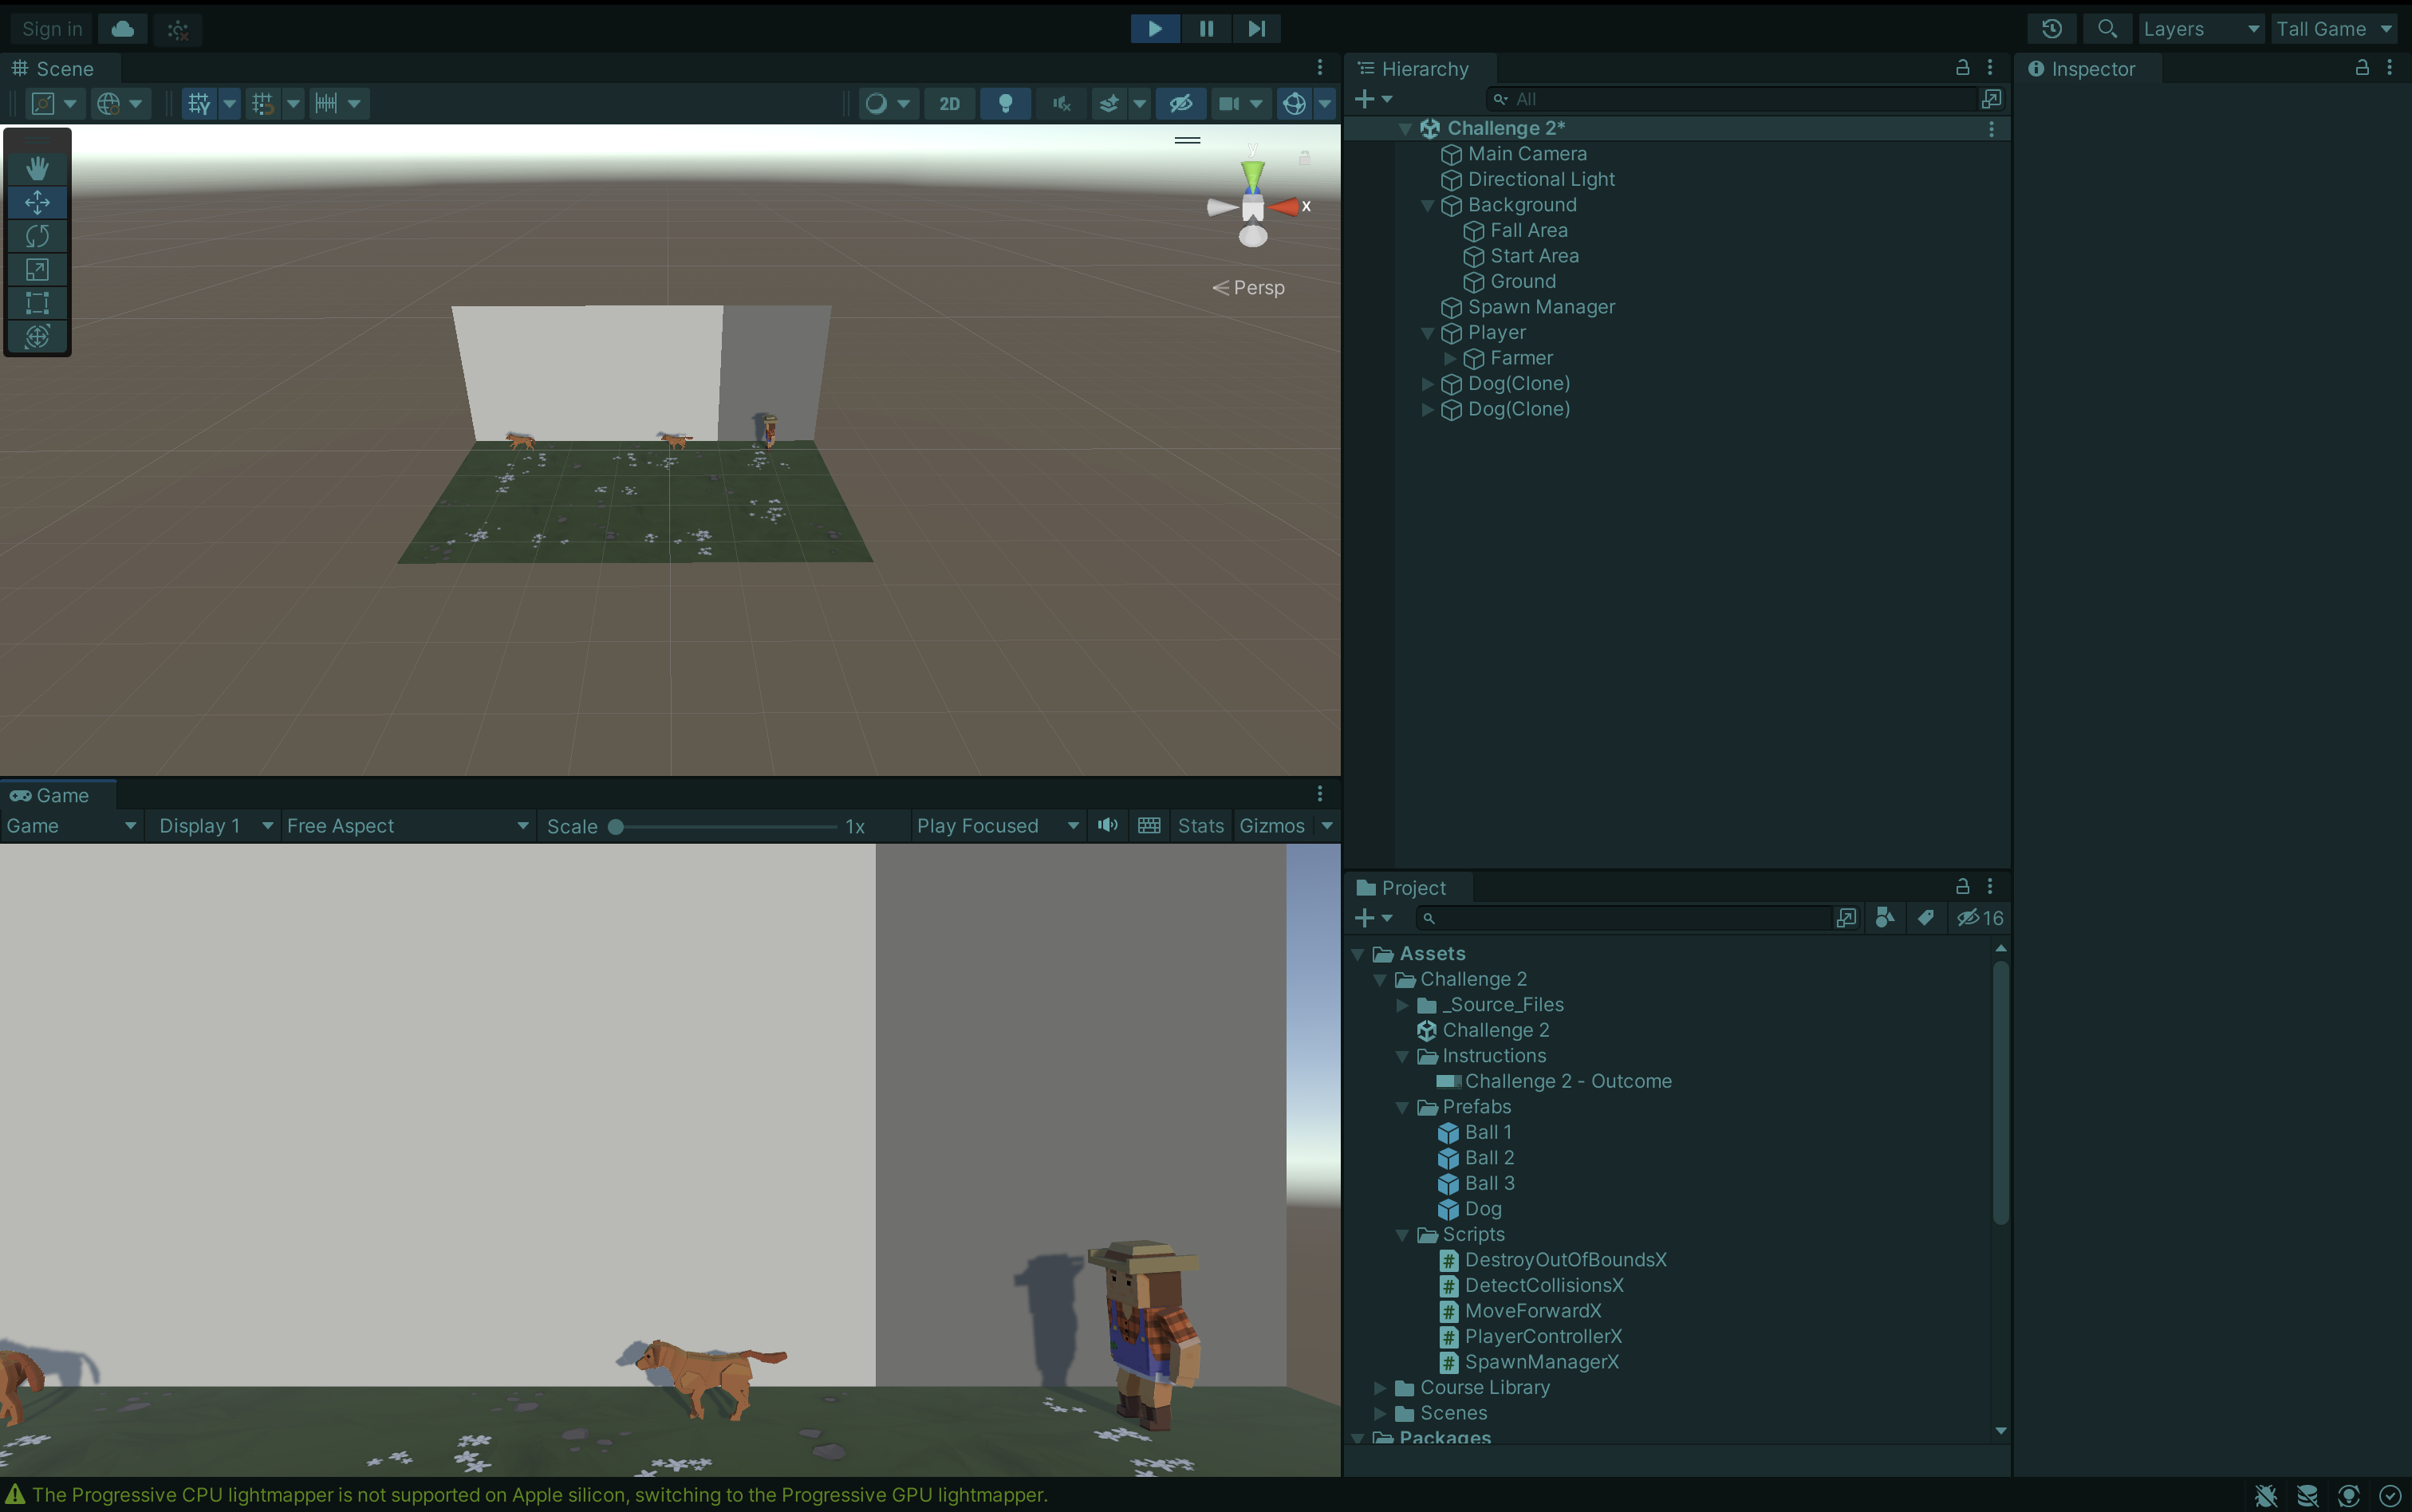 Sign in
Layers
Tall Game
Scene
2D
y
x
Persp
Game
Game
Display 1
Free Aspect
Scale
1x
Play Focused
Stats
Gizmos
Hierarchy
All
Challenge 2*
Main Camera
Directional Light
Background
Fall Area
Start Area
Ground
Spawn Manager
Player
Farmer
Dog(Clone)
Dog(Clone)
Project
16
Assets
Challenge 2
_Source_Files
Challenge 2
Instructions
Challenge 2 - Outcome
Prefabs
Ball 1
Ball 2
Ball 3
Dog
Scripts
DestroyOutOfBoundsX
DetectCollisionsX
MoveForwardX
PlayerControllerX
SpawnManagerX
Course Library
Scenes
Packages
Inspector
The Progressive CPU lightmapper is not supported on Apple silicon, switching to the Progressive GPU lightmapper.